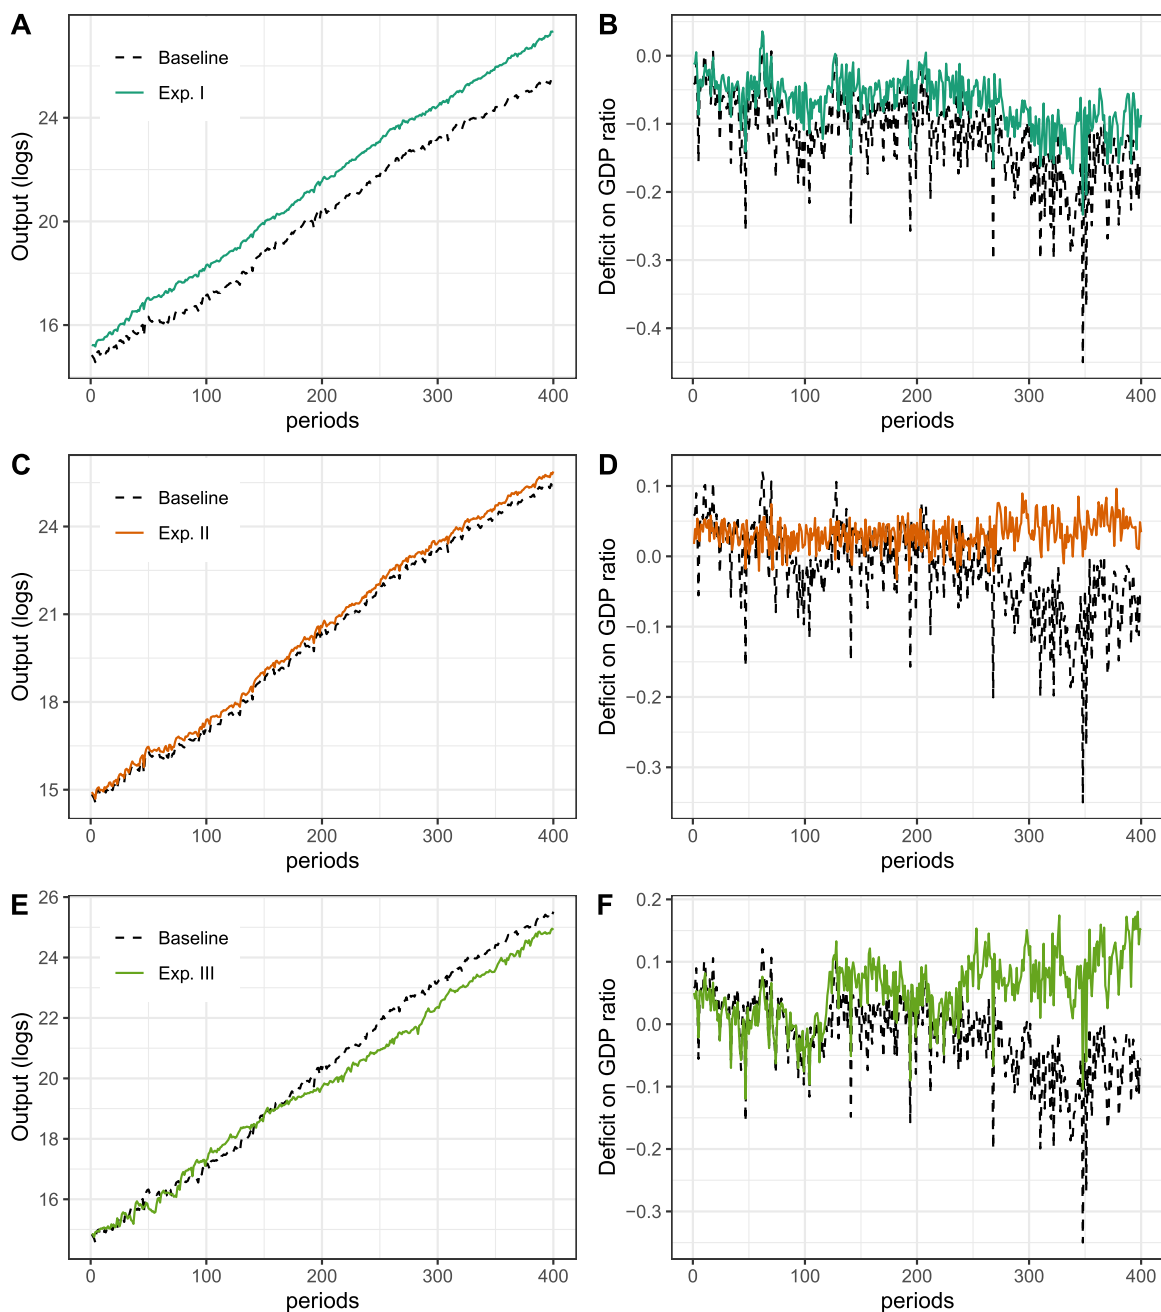 A
Output (logs)
24
20
16
Baseline
Exp. I
0 100 200 300 400
periods
B
Deficit on GDP ratio
0.0
−0.1
−0.2
−0.3
−0.4
0 100 200 300 400
periods
C
Output (logs)
24
21
18
15
Baseline
Exp. II
0 100 200 300 400
periods
D
Deficit on GDP ratio
0.1
0.0
−0.1
−0.2
−0.3
0 100 200 300 400
periods
E
Output (logs)
26
24
22
20
18
16
Baseline
Exp. III
0 100 200 300 400
periods
F
Deficit on GDP ratio
0.2
0.1
0.0
−0.1
−0.2
−0.3
0 100 200 300 400
periods